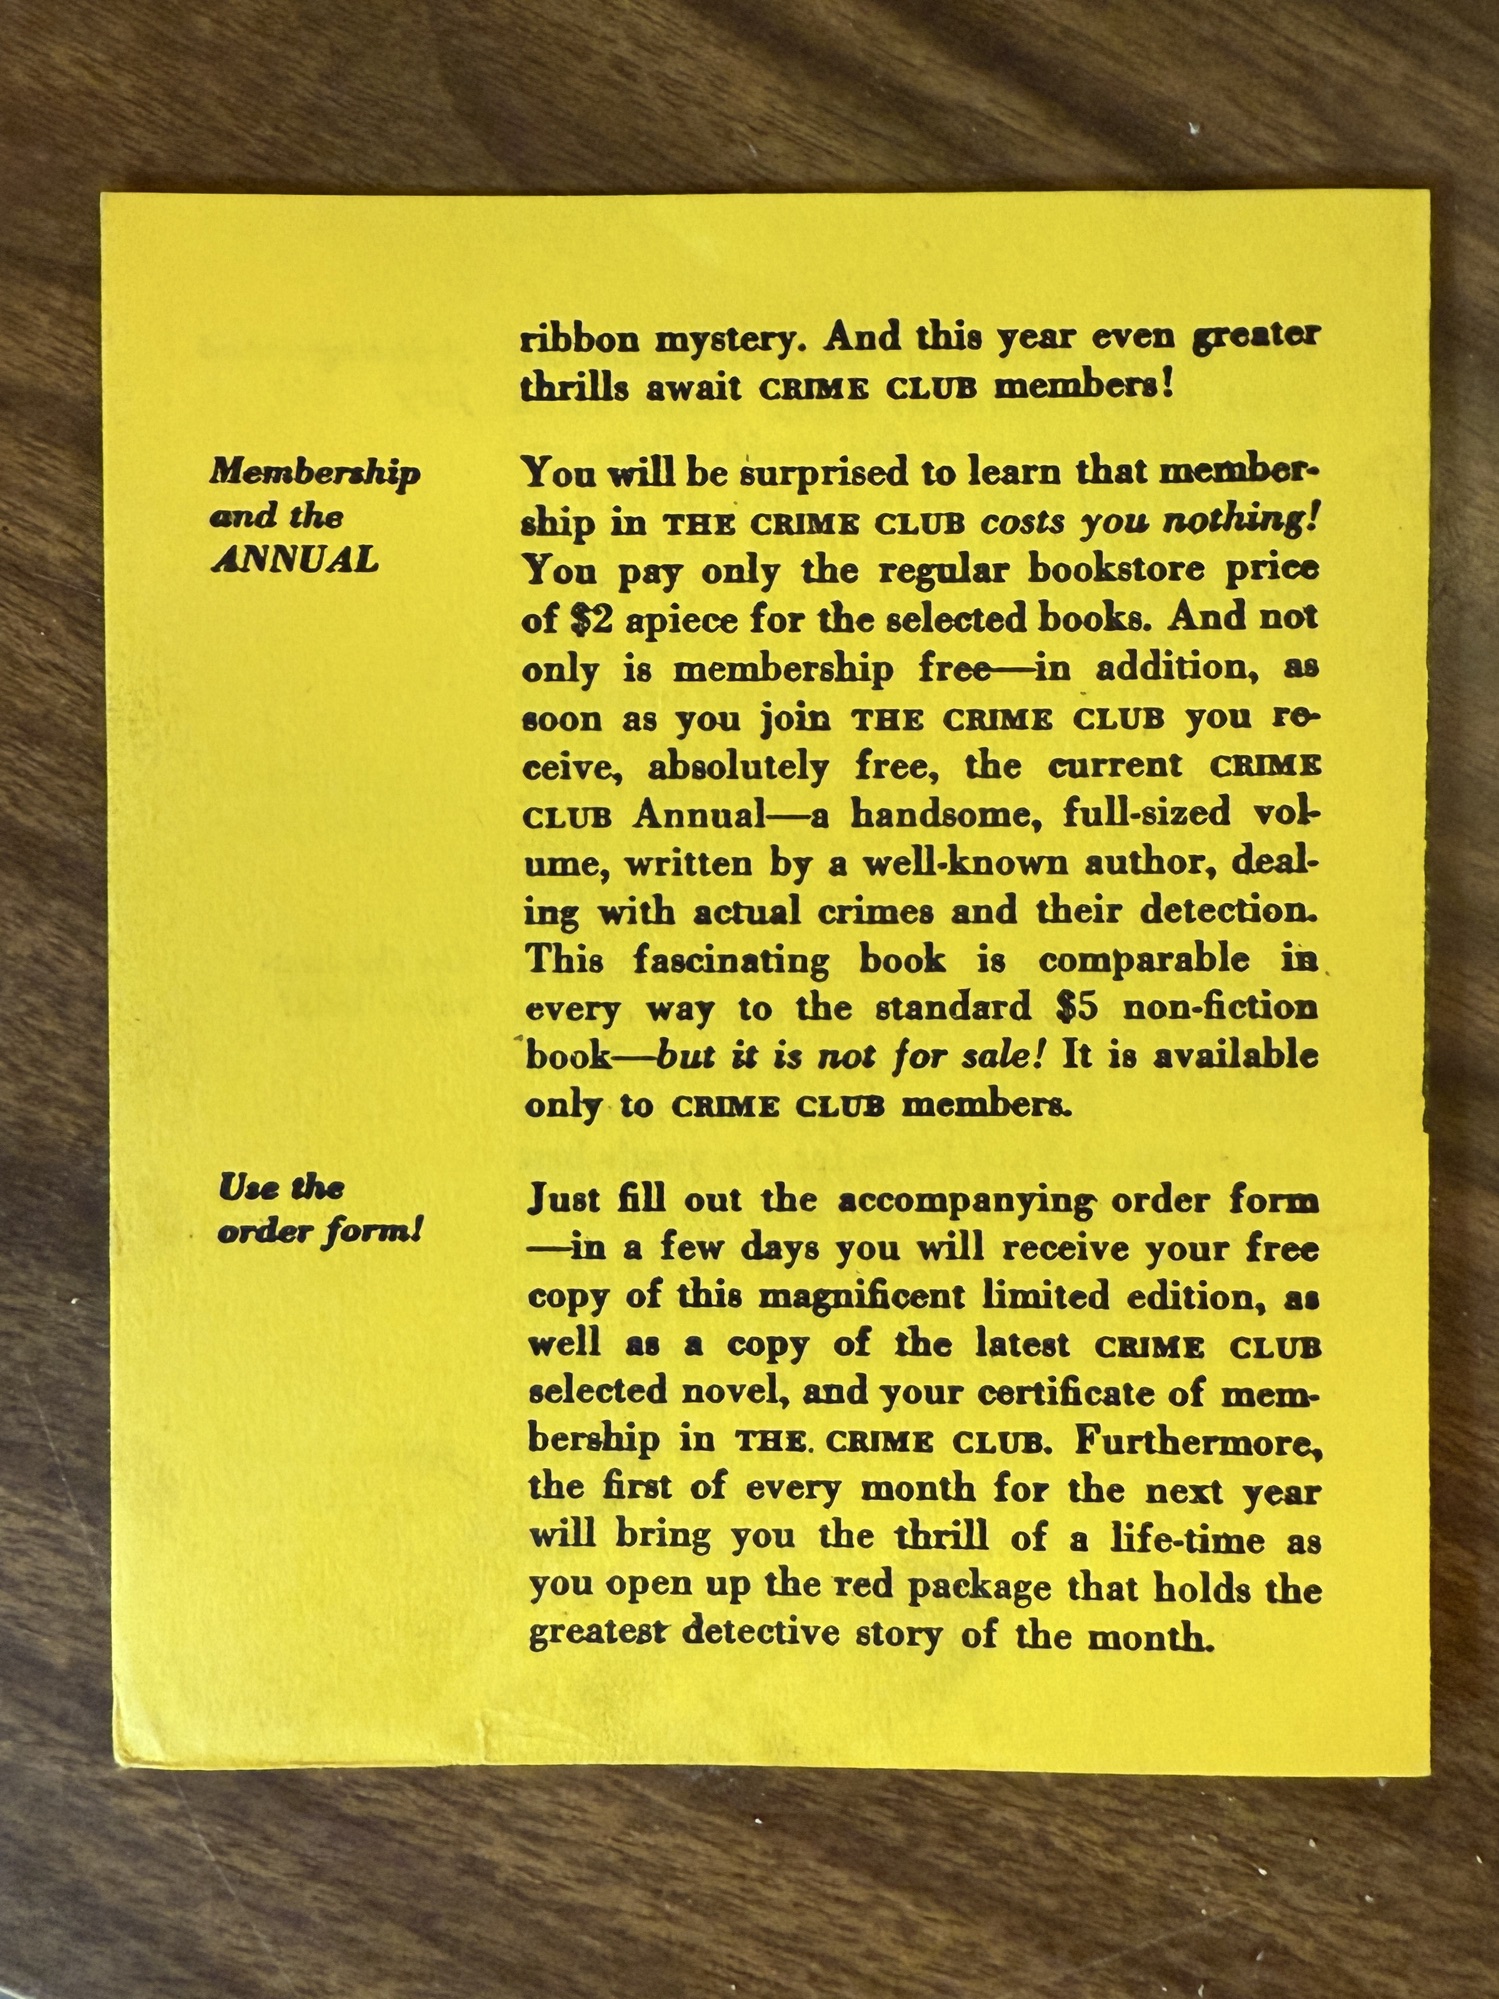 ribbon mystery. And this year even greater
thrills await CRIME CLUB members!
Membership
and the
ANNUAL
You will be surprised to learn that member-
ship in THE CRIME CLUB costs you nothing!
You pay only the regular bookstore price
of $2 apiece for the selected books. And not
only is membership free—in addition, as
soon as you join THE CRIME CLUB you re-
ceive, absolutely free, the current CRIME
CLUB Annual—a handsome, full-sized vol-
ume, written by a well-known author, deal-
ing with actual crimes and their detection.
This fascinating book is comparable in
every way to the standard $5 non-fiction
book—but it is not for sale! It is available
only to CRIME CLUB members.
Use the
order form!
Just fill out the accompanying order form
—in a few days you will receive your free
copy of this magnificent limited edition, as
well as a copy of the latest CRIME CLUB
selected novel, and your certificate of mem-
bership in THE CRIME CLUB. Furthermore,
the first of every month for the next year
will bring you the thrill of a life-time as
you open up the red package that holds the
greatest detective story of the month.